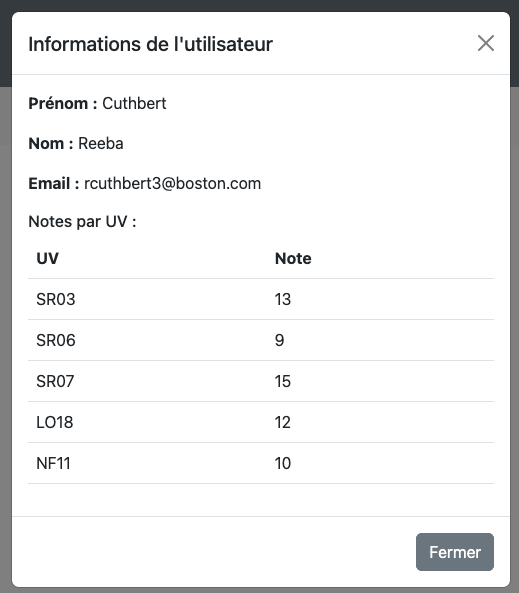 Informations de l'utilisateur
Prénom : Cuthbert
Nom : Reeba
Email : rcuthbert3@boston.com
Notes par UV :
UV Note
SR03 13
SR06 9
SR07 15
LO18 12
NF11 10
Fermer